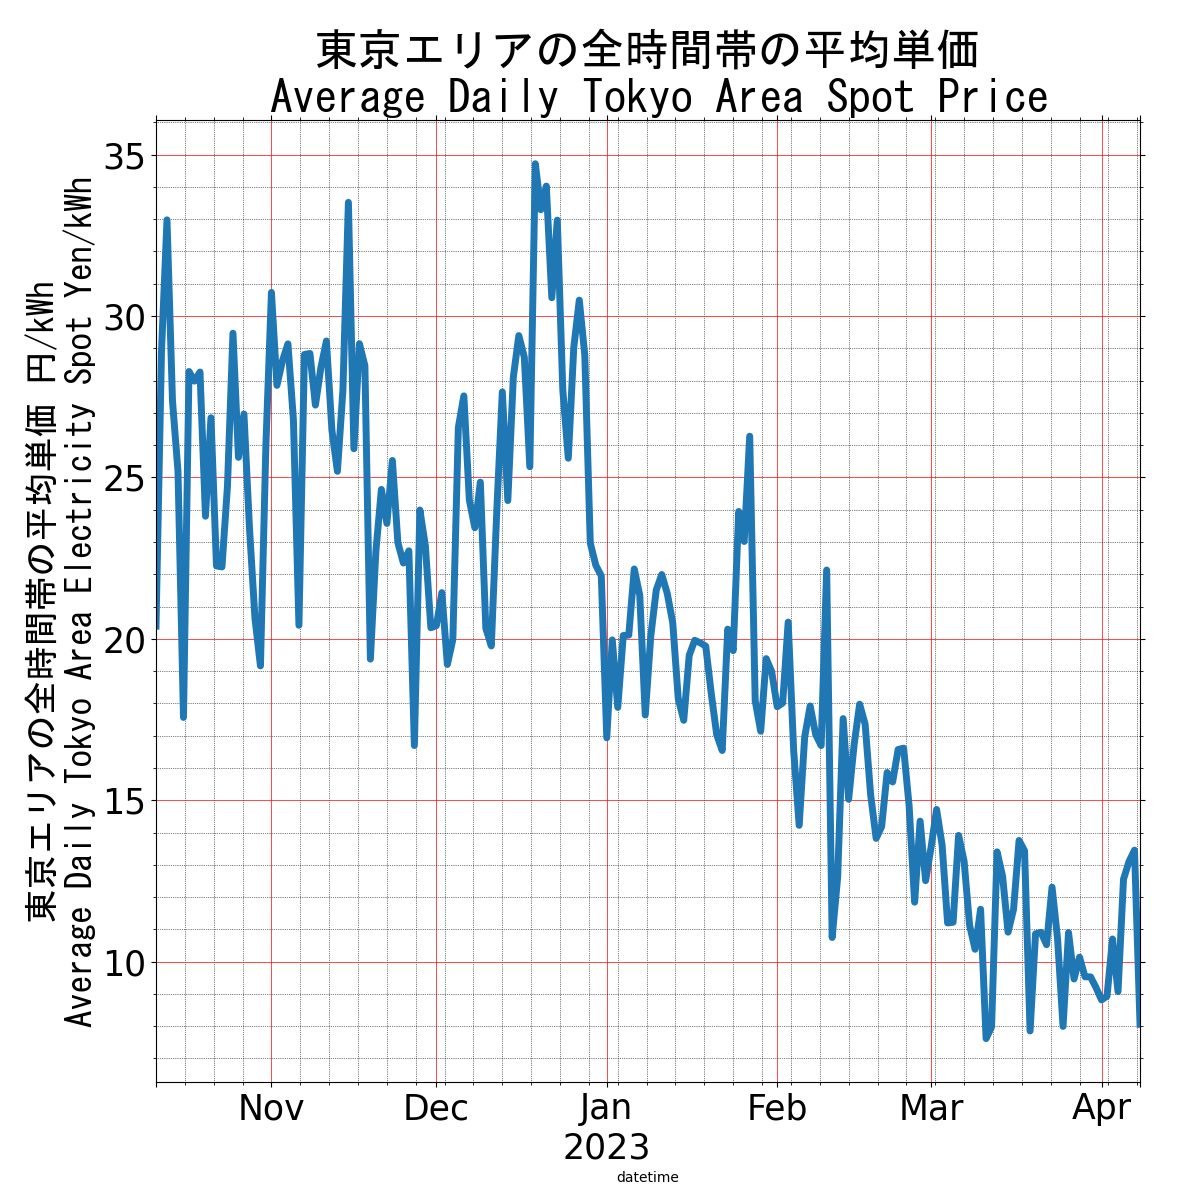 東京エリアの全時間帯の平均単価
Average Daily Tokyo Area Spot Price
東京エリアの全時間帯の平均単価 円/kWh
Average Daily Tokyo Area Electricity Spot Yen/kWh
35
30
25
20
15
10
Nov
Dec
Jan
2023
Feb
Mar
Apr
datetime